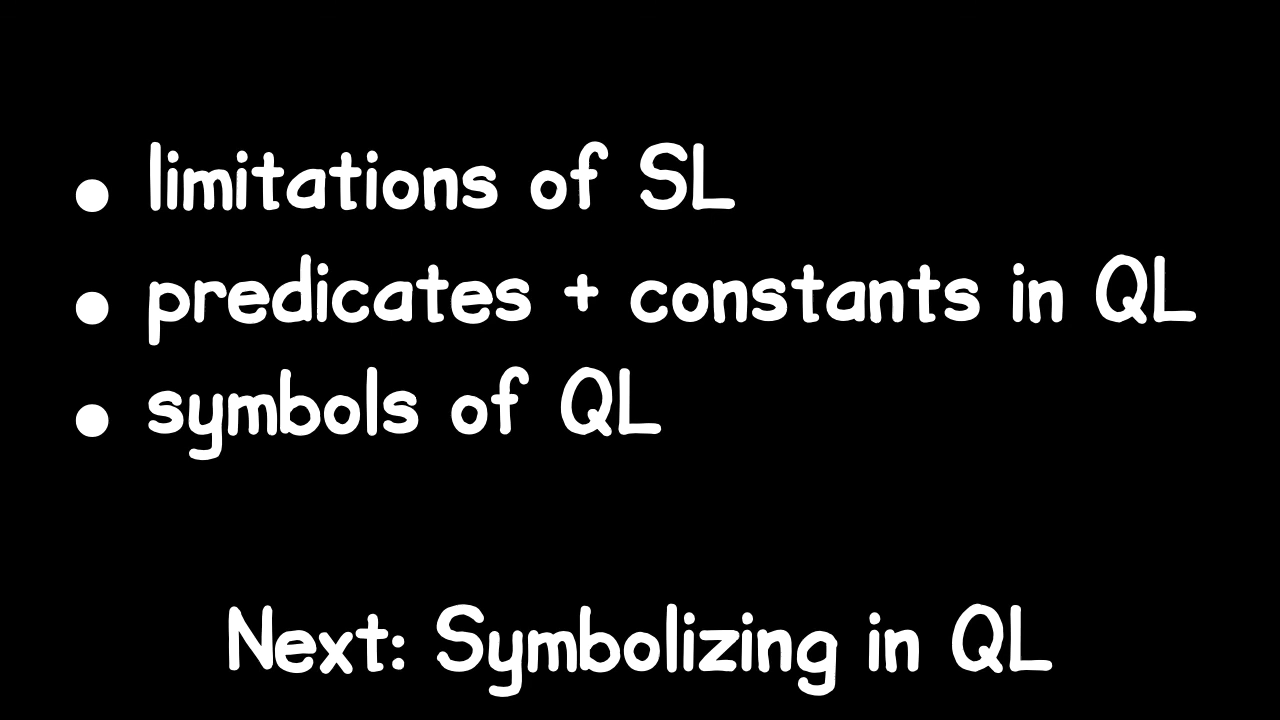 • limitations of SL
• predicates + constants in QL
• symbols of QL
Next: Symbolizing in QL